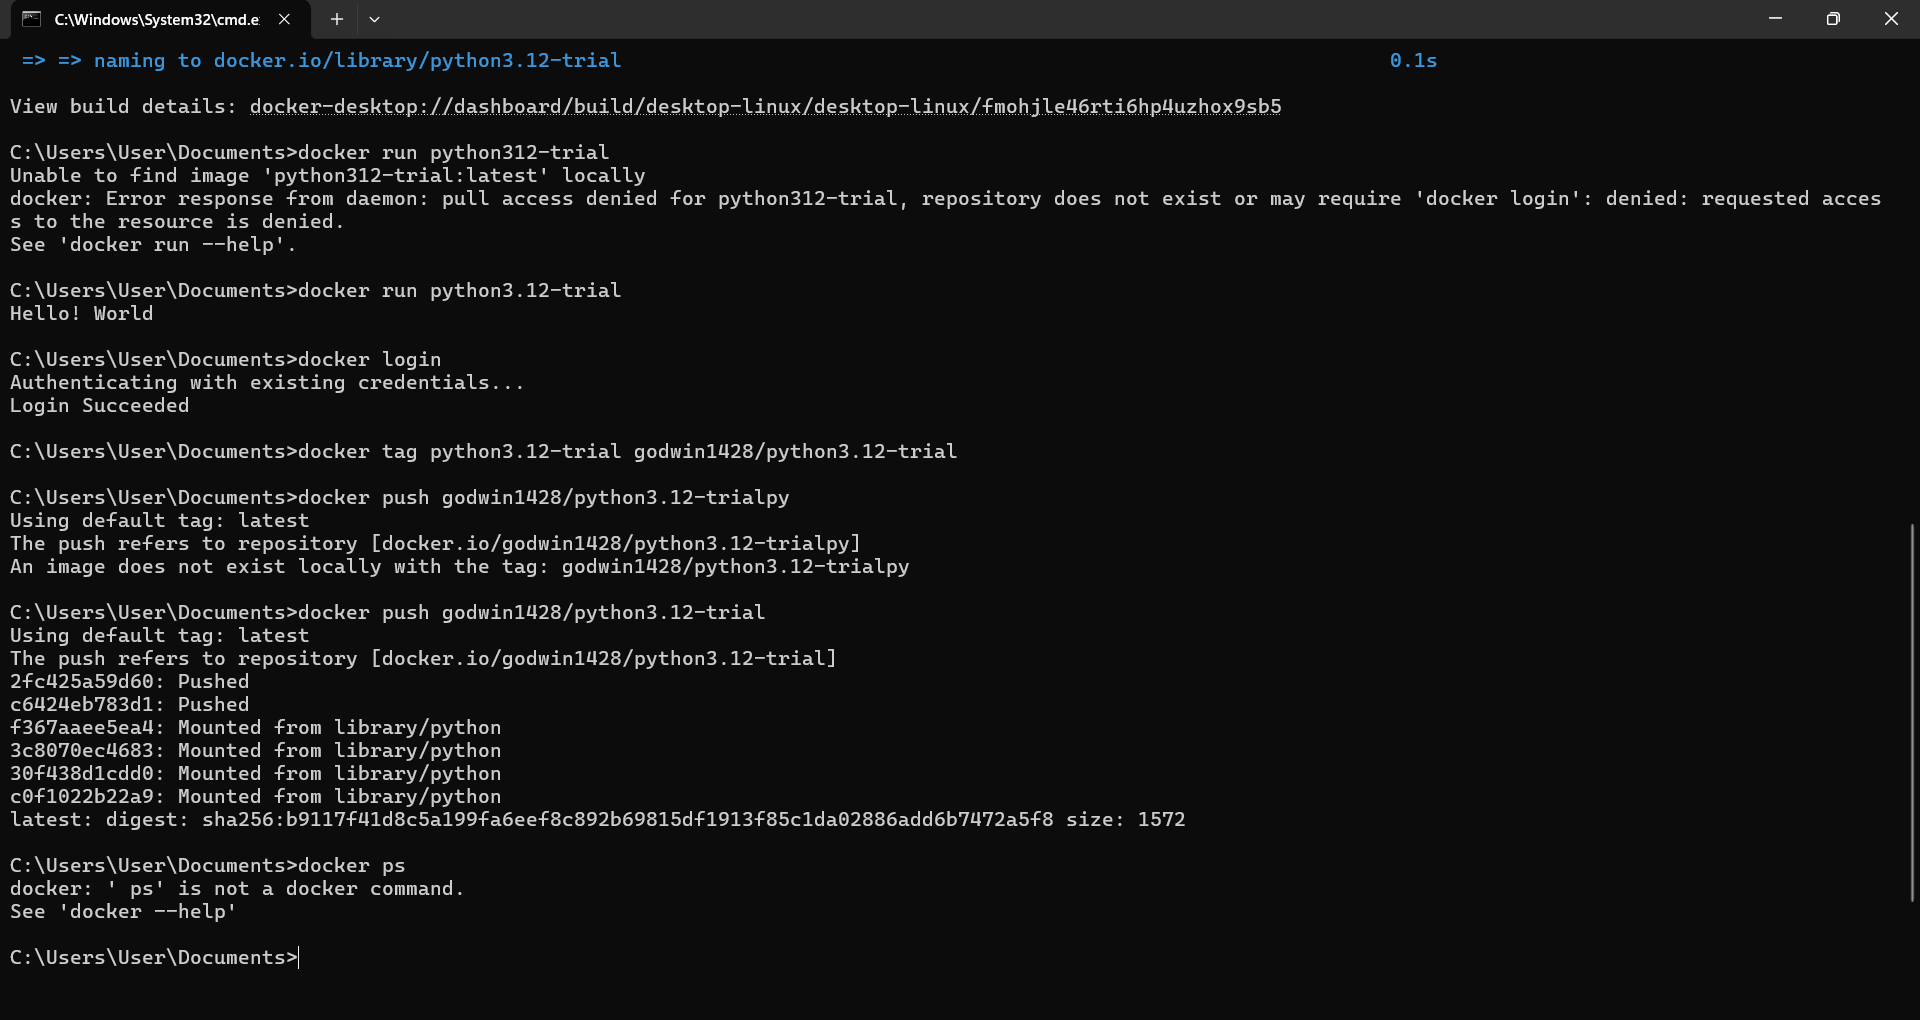 C:\Windows\System32\cmd.e
=> => naming to docker.io/library/python3.12-trial 0.1s
View build details: docker-desktop://dashboard/build/desktop-linux/desktop-linux/fmohjle46rti6hp4uzhox9sb5
C:\Users\User\Documents>docker run python312-trial
Unable to find image 'python312-trial:latest' locally
docker: Error response from daemon: pull access denied for python312-trial, repository does not exist or may require 'docker login': denied: requested acces
s to the resource is denied.
See 'docker run --help'.
C:\Users\User\Documents>docker run python3.12-trial
Hello! World
C:\Users\User\Documents>docker login
Authenticating with existing credentials...
Login Succeeded
C:\Users\User\Documents>docker tag python3.12-trial godwin1428/python3.12-trial
C:\Users\User\Documents>docker push godwin1428/python3.12-trialpy
Using default tag: latest
The push refers to repository [docker.io/godwin1428/python3.12-trialpy]
An image does not exist locally with the tag: godwin1428/python3.12-trialpy
C:\Users\User\Documents>docker push godwin1428/python3.12-trial
Using default tag: latest
The push refers to repository [docker.io/godwin1428/python3.12-trial]
2fc425a59d60: Pushed
c6424eb783d1: Pushed
f367aaee5ea4: Mounted from library/python
3c8070ec4683: Mounted from library/python
30f438d1cdd0: Mounted from library/python
c0f1022b22a9: Mounted from library/python
latest: digest: sha256:b9117f41d8c5a199fa6eef8c892b69815df1913f85c1da02886add6b7472a5f8 size: 1572
C:\Users\User\Documents>docker ps
docker: ' ps' is not a docker command.
See 'docker --help'
C:\Users\User\Documents>